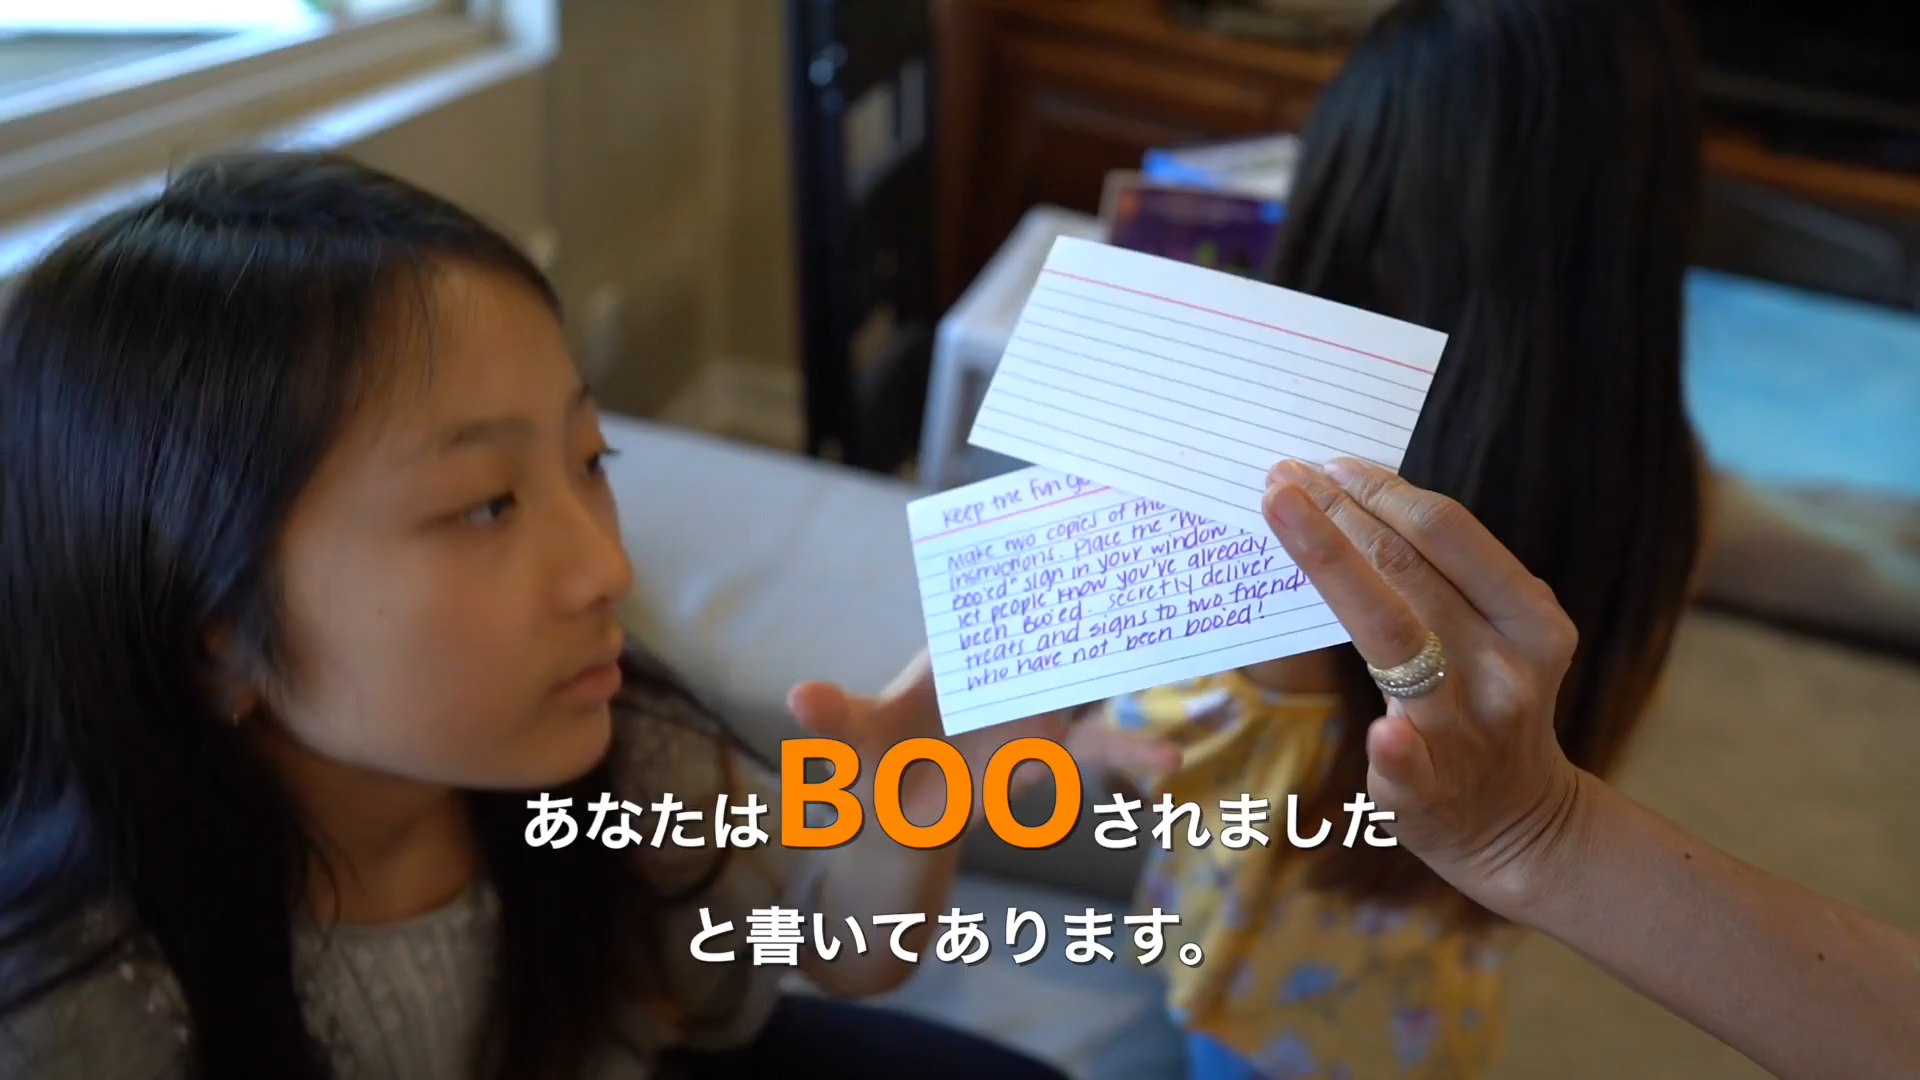 Keep the fun
Make two copies of the
instructions. Place the "We
Boo'ed" sign in your window.
let people know you've already
been Boo'ed. secretly deliver
treats and signs to two friends
who have not been booed!
あなたはBOOされました
と書いてあります。